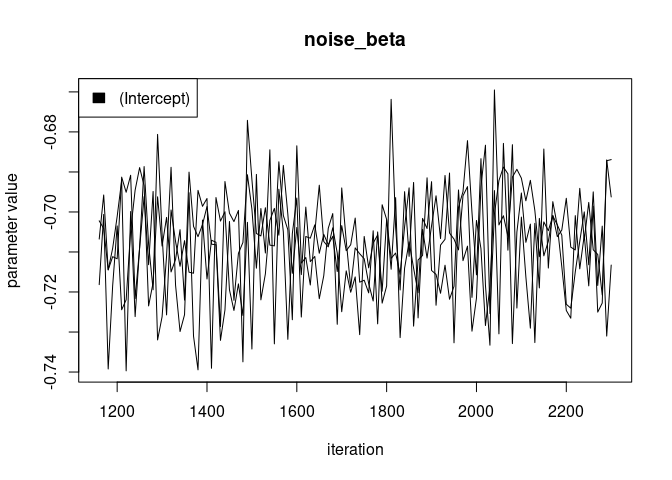 noise_beta
(Intercept)
parameter value
-0.68
-0.70
-0.72
-0.74
1200 1400 1600 1800 2000 2200
iteration